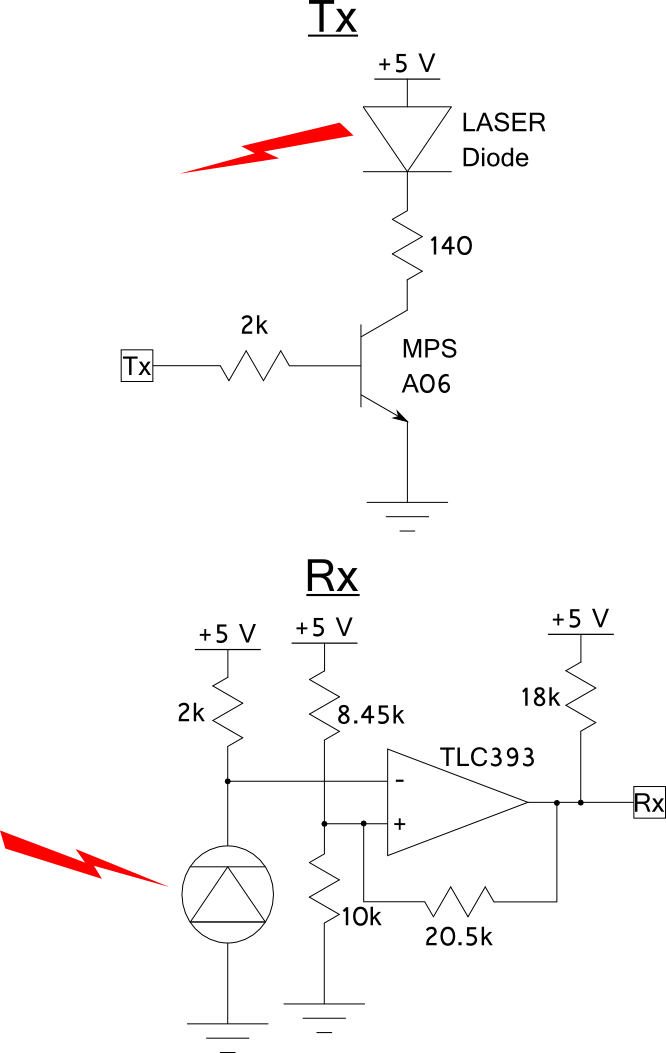 Tx
+5 V
LASER
Diode
140
2k
Tx
MPS
A06
Rx
+5 V
+5 V
+5 V
2k
8.45k
18k
TLC393
-
+
Rx
10k
20.5k